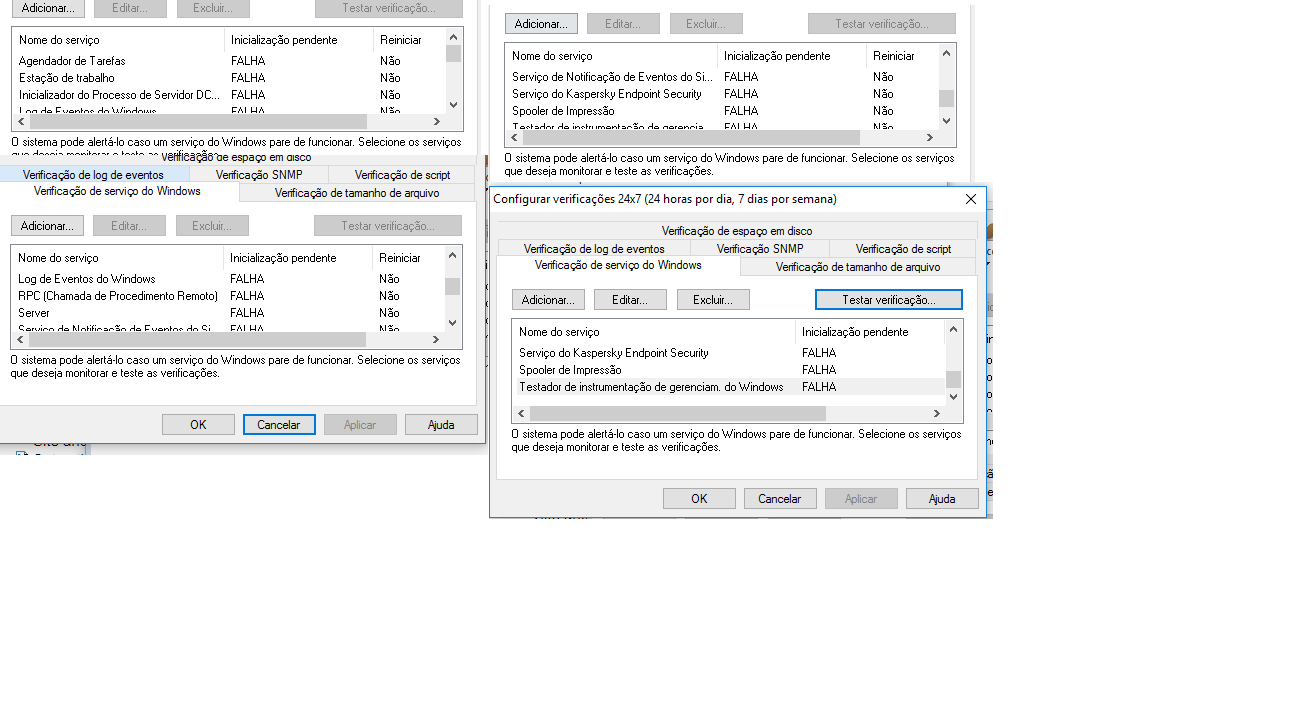 Adicionar... Editar... Excluir... Testar verificação...
Nome do serviço Inicialização pendente Reiniciar
Agendador de Tarefas FALHA Não
Estação de trabalho FALHA Não
Inicializador do Processo de Servidor DC... FALHA Não
Log de Eventos do Windows FALHA Não
O sistema pode alertá-lo caso um serviço do Windows pare de funcionar. Selecione os serviços
que deseja monitorar e teste as verificações.
Verificação de espaço em disco
Verificação de log de eventos Verificação SNMP Verificação de script
Verificação de serviço do Windows Verificação de tamanho de arquivo
Adicionar... Editar... Excluir... Testar verificação...
Nome do serviço Inicialização pendente Reiniciar
Log de Eventos do Windows FALHA Não
RPC (Chamada de Procedimento Remoto) FALHA Não
Server FALHA Não
Serviço de Notificação de Eventos do Si... FALHA Não
O sistema pode alertá-lo caso um serviço do Windows pare de funcionar. Selecione os serviços
que deseja monitorar e teste as verificações.
OK Cancelar Aplicar Ajuda
Adicionar... Editar... Excluir... Testar verificação...
Nome do serviço Inicialização pendente Reiniciar
Serviço de Notificação de Eventos do Si... FALHA Não
Serviço do Kaspersky Endpoint Security FALHA Não
Spooler de Impressão FALHA Não
Testador de instrumentação de gerenciam... FALHA Não
O sistema pode alertá-lo caso um serviço do Windows pare de funcionar. Selecione os serviços
que deseja monitorar e teste as verificações.
Configurar verificações 24x7 (24 horas por dia, 7 dias por semana)
Verificação de espaço em disco
Verificação de log de eventos Verificação SNMP Verificação de script
Verificação de serviço do Windows Verificação de tamanho de arquivo
Adicionar... Editar... Excluir... Testar verificação...
Nome do serviço Inicialização pendente
Serviço do Kaspersky Endpoint Security FALHA
Spooler de Impressão FALHA
Testador de instrumentação de gerenciam. do Windows FALHA
O sistema pode alertá-lo caso um serviço do Windows pare de funcionar. Selecione os serviços
que deseja monitorar e teste as verificações.
OK Cancelar Aplicar Ajuda